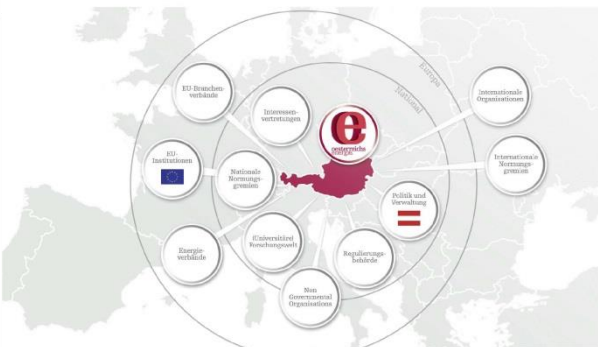 Europa
National
EU-Branchen-
verbände
Interessen-
vertretungen
oesterreichs
energie.
Internationale
Organisationen
EU-
Institutionen
Nationale
Normungs-
gremien
Internationale
Normungs-
gremien
Politik und
Verwaltung
Energie-
verbände
(Universitäre)
Forschungswelt
Regulierungs-
behörde
Non
Governmental
Organisations